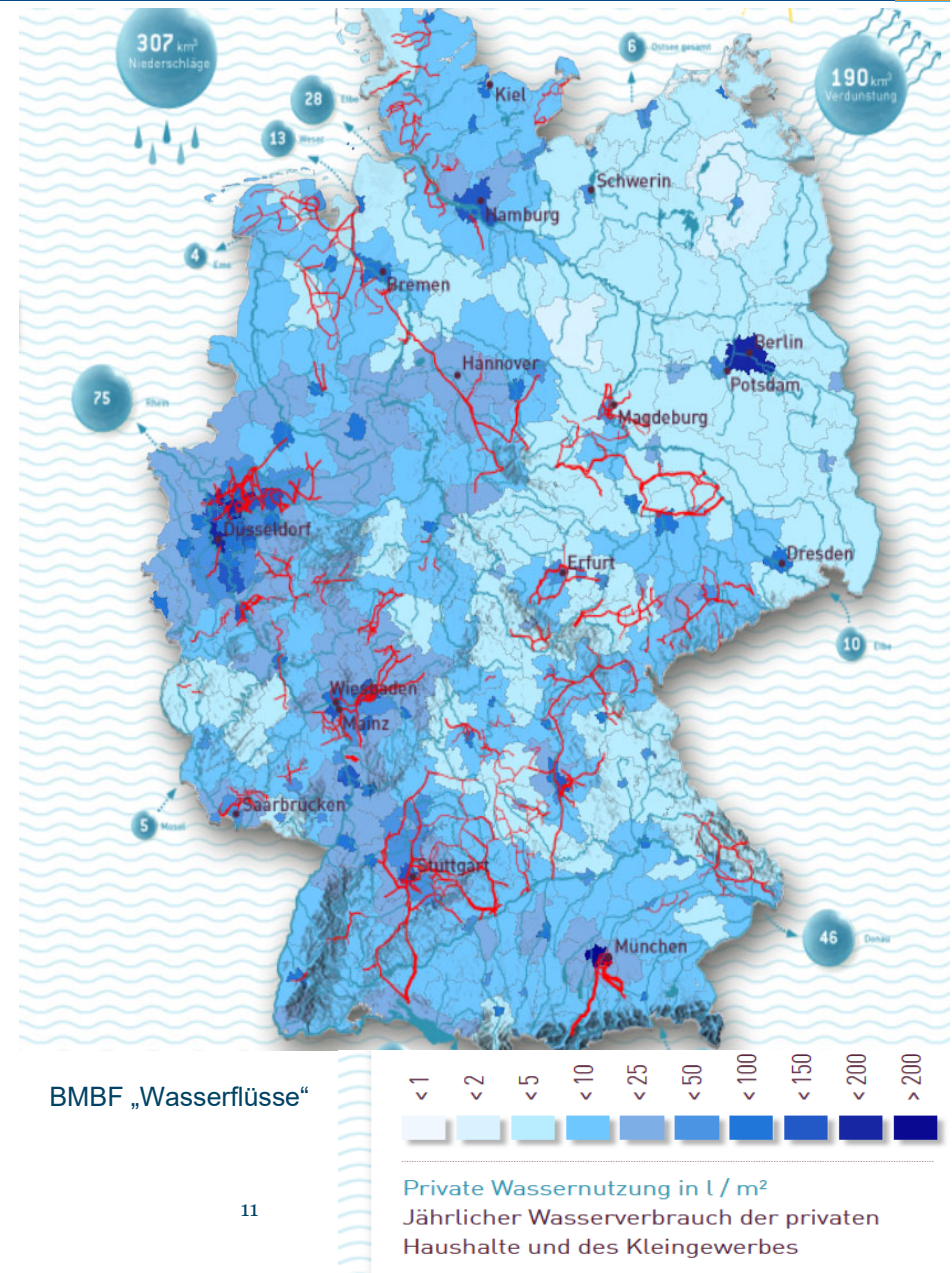 307 km³
Niederschläge
6 Ostsee gesamt
190 km³
Verdunstung
28 Elbe
Kiel
13 Weser
Schwerin
Hamburg
4 Ems
Bremen
Berlin
Hannover
Potsdam
75 Rhein
Magdeburg
Düsseldorf
Erfurt
Dresden
10 Elbe
Wiesbaden
Mainz
Saarbrücken
5 Mosel
Stuttgart
46 Donau
München
BMBF „Wasserflüsse“
< 1
< 2
< 5
< 10
< 25
< 50
< 100
< 150
< 200
> 200
Private Wassernutzung in l / m²
Jährlicher Wasserverbrauch der privaten
Haushalte und des Kleingewerbes
11